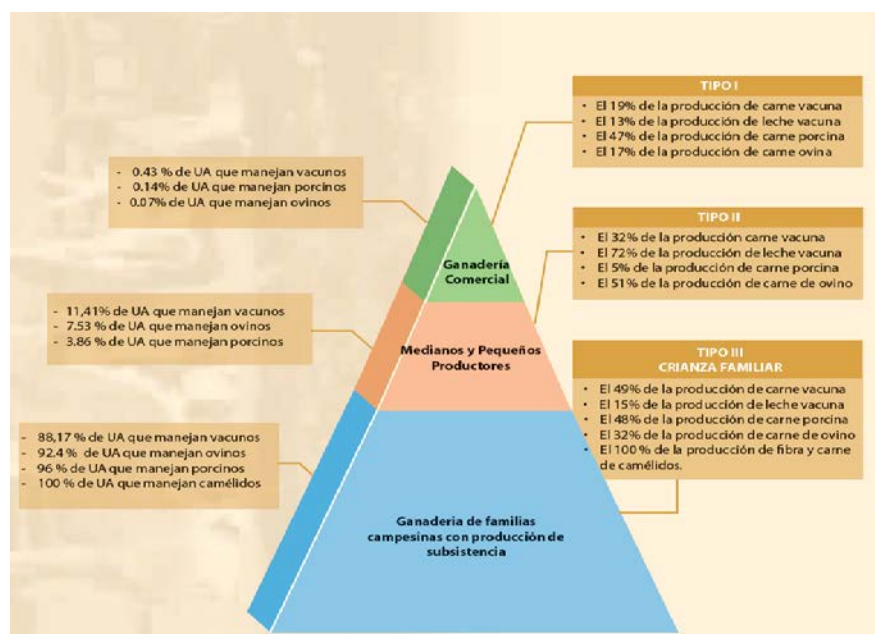 TIPO I
• El 19% de la producción de carne vacuna
• El 13% de la producción de leche vacuna
• El 47% de la producción de carne porcina
• El 17% de la producción de carne ovina
- 0.43 % de UA que manejan vacunos
- 0.14% de UA que manejan porcinos
- 0.07% de UA que manejan ovinos
Ganadería
Comercial
TIPO II
• El 32% de la producción carne vacuna
• El 72% de la producción de leche vacuna
• El 5% de la producción de carne porcina
• El 51% de la producción de carne de ovino
- 11,41% de UA que manejan vacunos
- 7.53 % de UA que manejan ovinos
- 3.86 % de UA que manejan porcinos
Medianos y Pequeños
Productores
TIPO III
CRIANZA FAMILIAR
• El 49% de la producción de carne vacuna
• El 15% de la producción de leche vacuna
• El 48% de la producción de carne porcina
• El 32% de la producción de carne de ovino
• El 100 % de la producción de fibra y carne
de camélidos.
- 88,17 % de UA que manejan vacunos
- 92.4 % de UA que manejan ovinos
- 96 % de UA que manejan porcinos
- 100 % de UA que manejan camélidos
Ganaderia de familias
campesinas con producción de
subsistencia